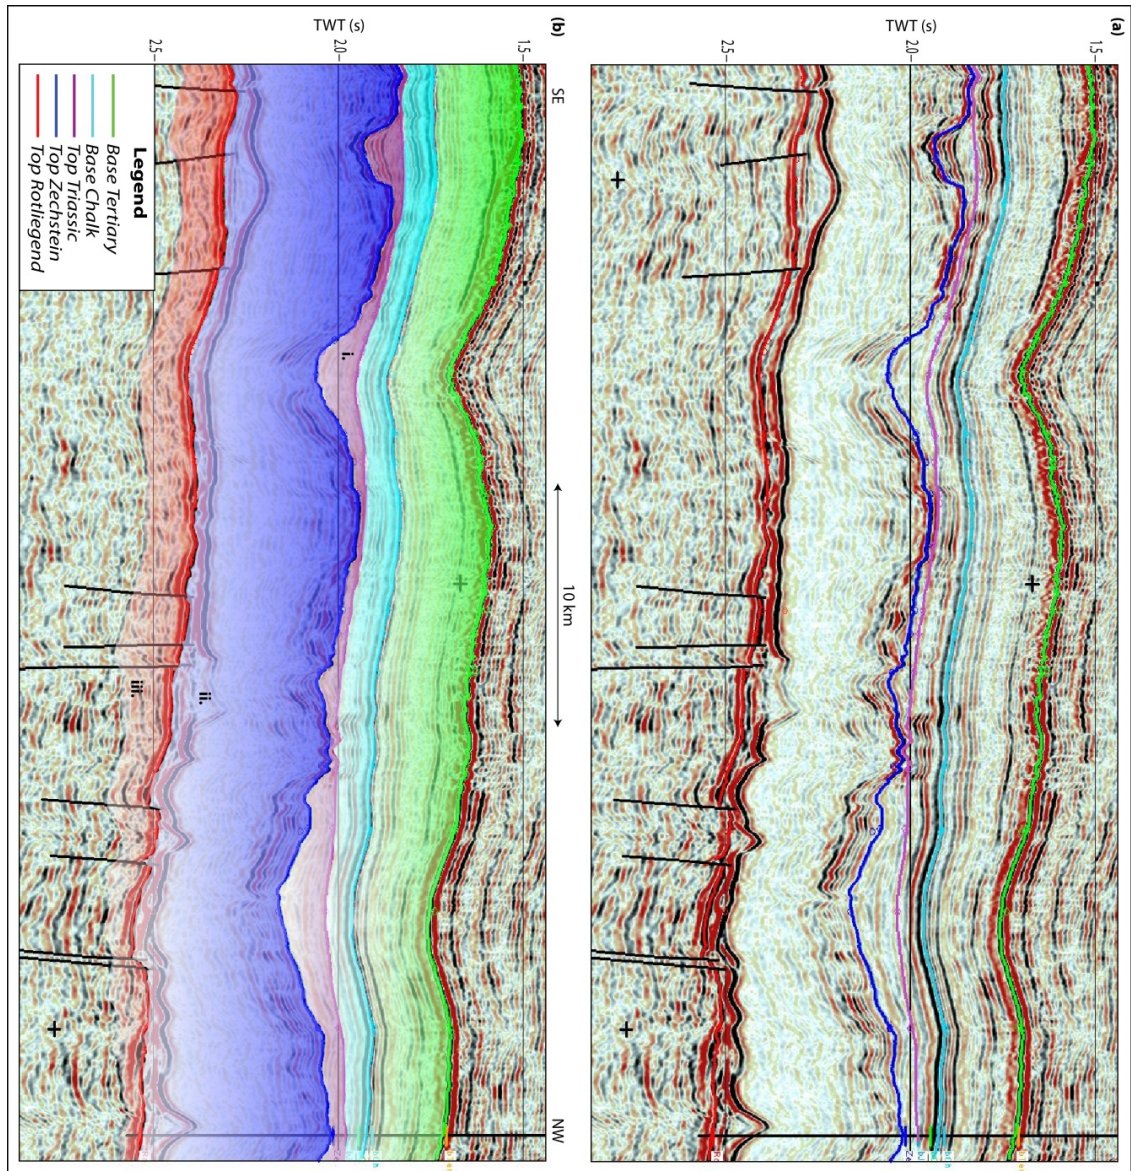 (a)
TWT (s)
1.5
2.0
2.5
(b)
SE
NW
10 km
TWT (s)
1.5
2.0
2.5
i.
ii.
iii.
Legend
Base Tertiary
Base Chalk
Top Triassic
Top Zechstein
Top Rotliegend